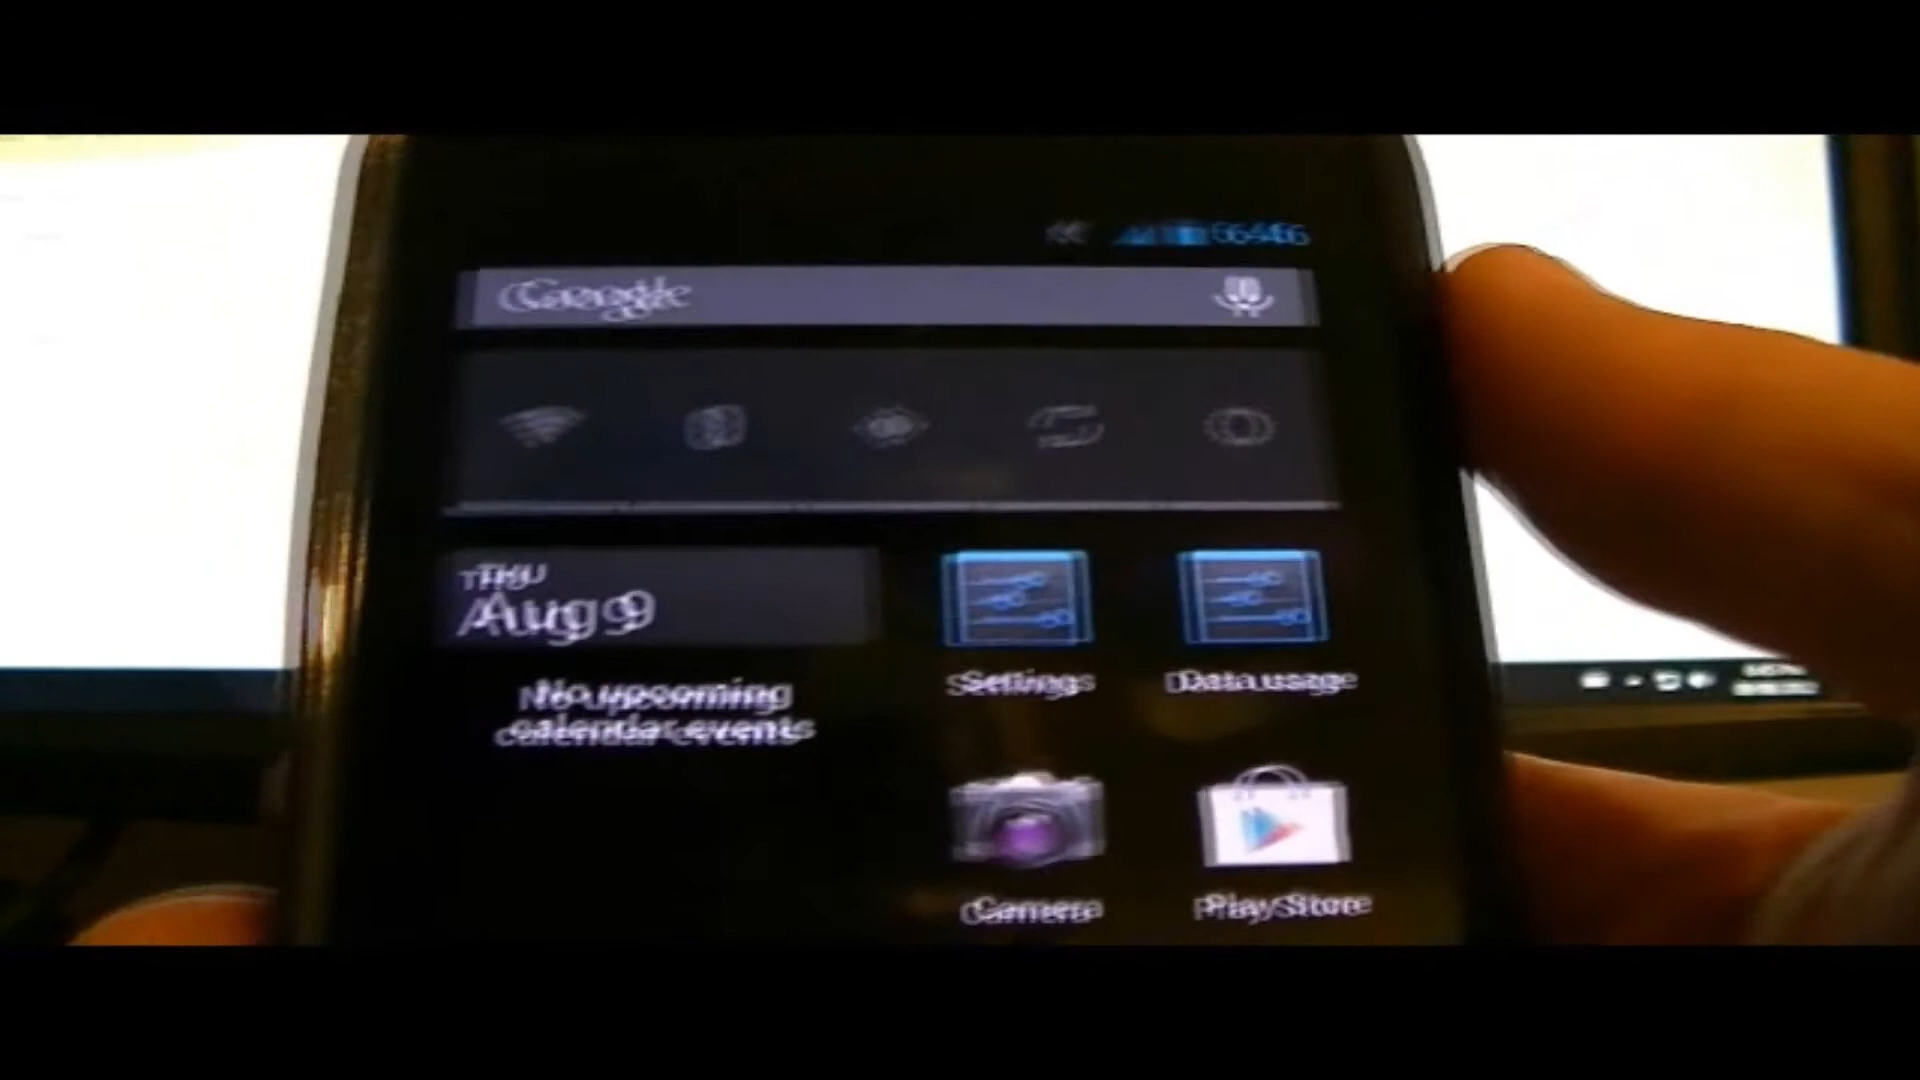 Google
THU
Aug 9
No upcoming
calendar events
Settings
Data usage
Camera
Play Store